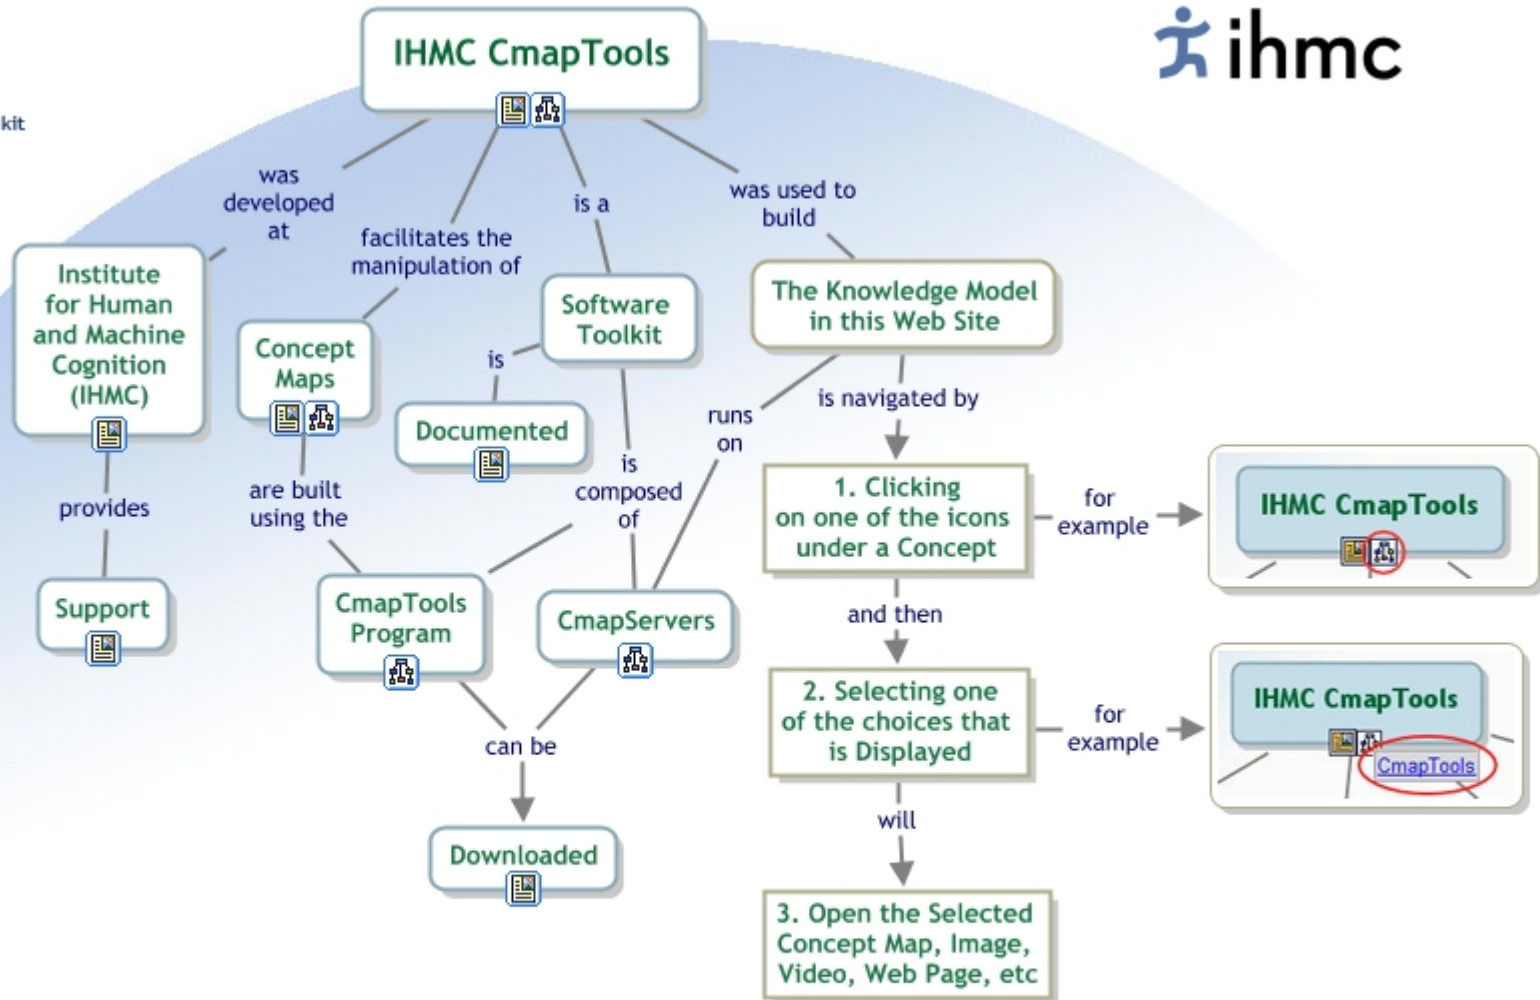 IHMC CmapTools
ihmc
kit
was
developed
at
facilitates the
manipulation of
is a
was used to
build
Institute
for Human
and Machine
Cognition
(IHMC)
Concept
Maps
Software
Toolkit
The Knowledge Model
in this Web Site
is
Documented
runs
on
is navigated by
provides
are built
using the
is
composed
of
1. Clicking
on one of the icons
under a Concept
for
example
IHMC CmapTools
Support
CmapTools
Program
CmapServers
and then
2. Selecting one
of the choices that
is Displayed
for
example
IHMC CmapTools
CmapTools
can be
will
Downloaded
3. Open the Selected
Concept Map, Image,
Video, Web Page, etc